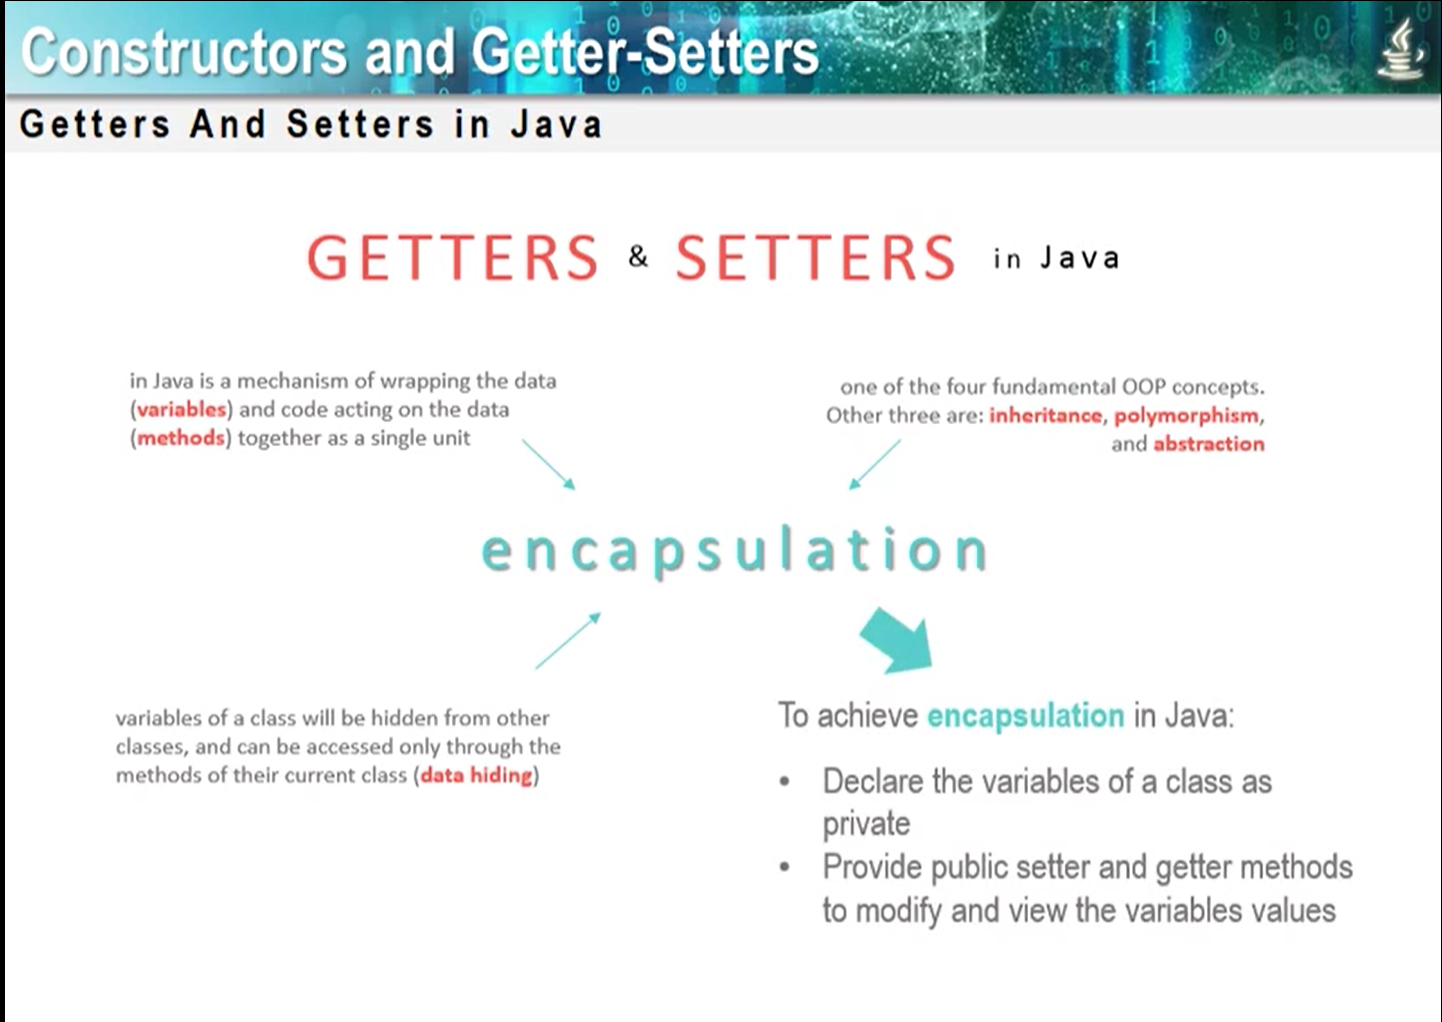 Constructors and Getter-Setters
Getters And Setters in Java
GETTERS & SETTERS in Java
in Java is a mechanism of wrapping the data
(variables) and code acting on the data
(methods) together as a single unit
one of the four fundamental OOP concepts.
Other three are: inheritance, polymorphism,
and abstraction
encapsulation
variables of a class will be hidden from other
classes, and can be accessed only through the
methods of their current class (data hiding)
To achieve encapsulation in Java:
• Declare the variables of a class as
private
• Provide public setter and getter methods
to modify and view the variables values